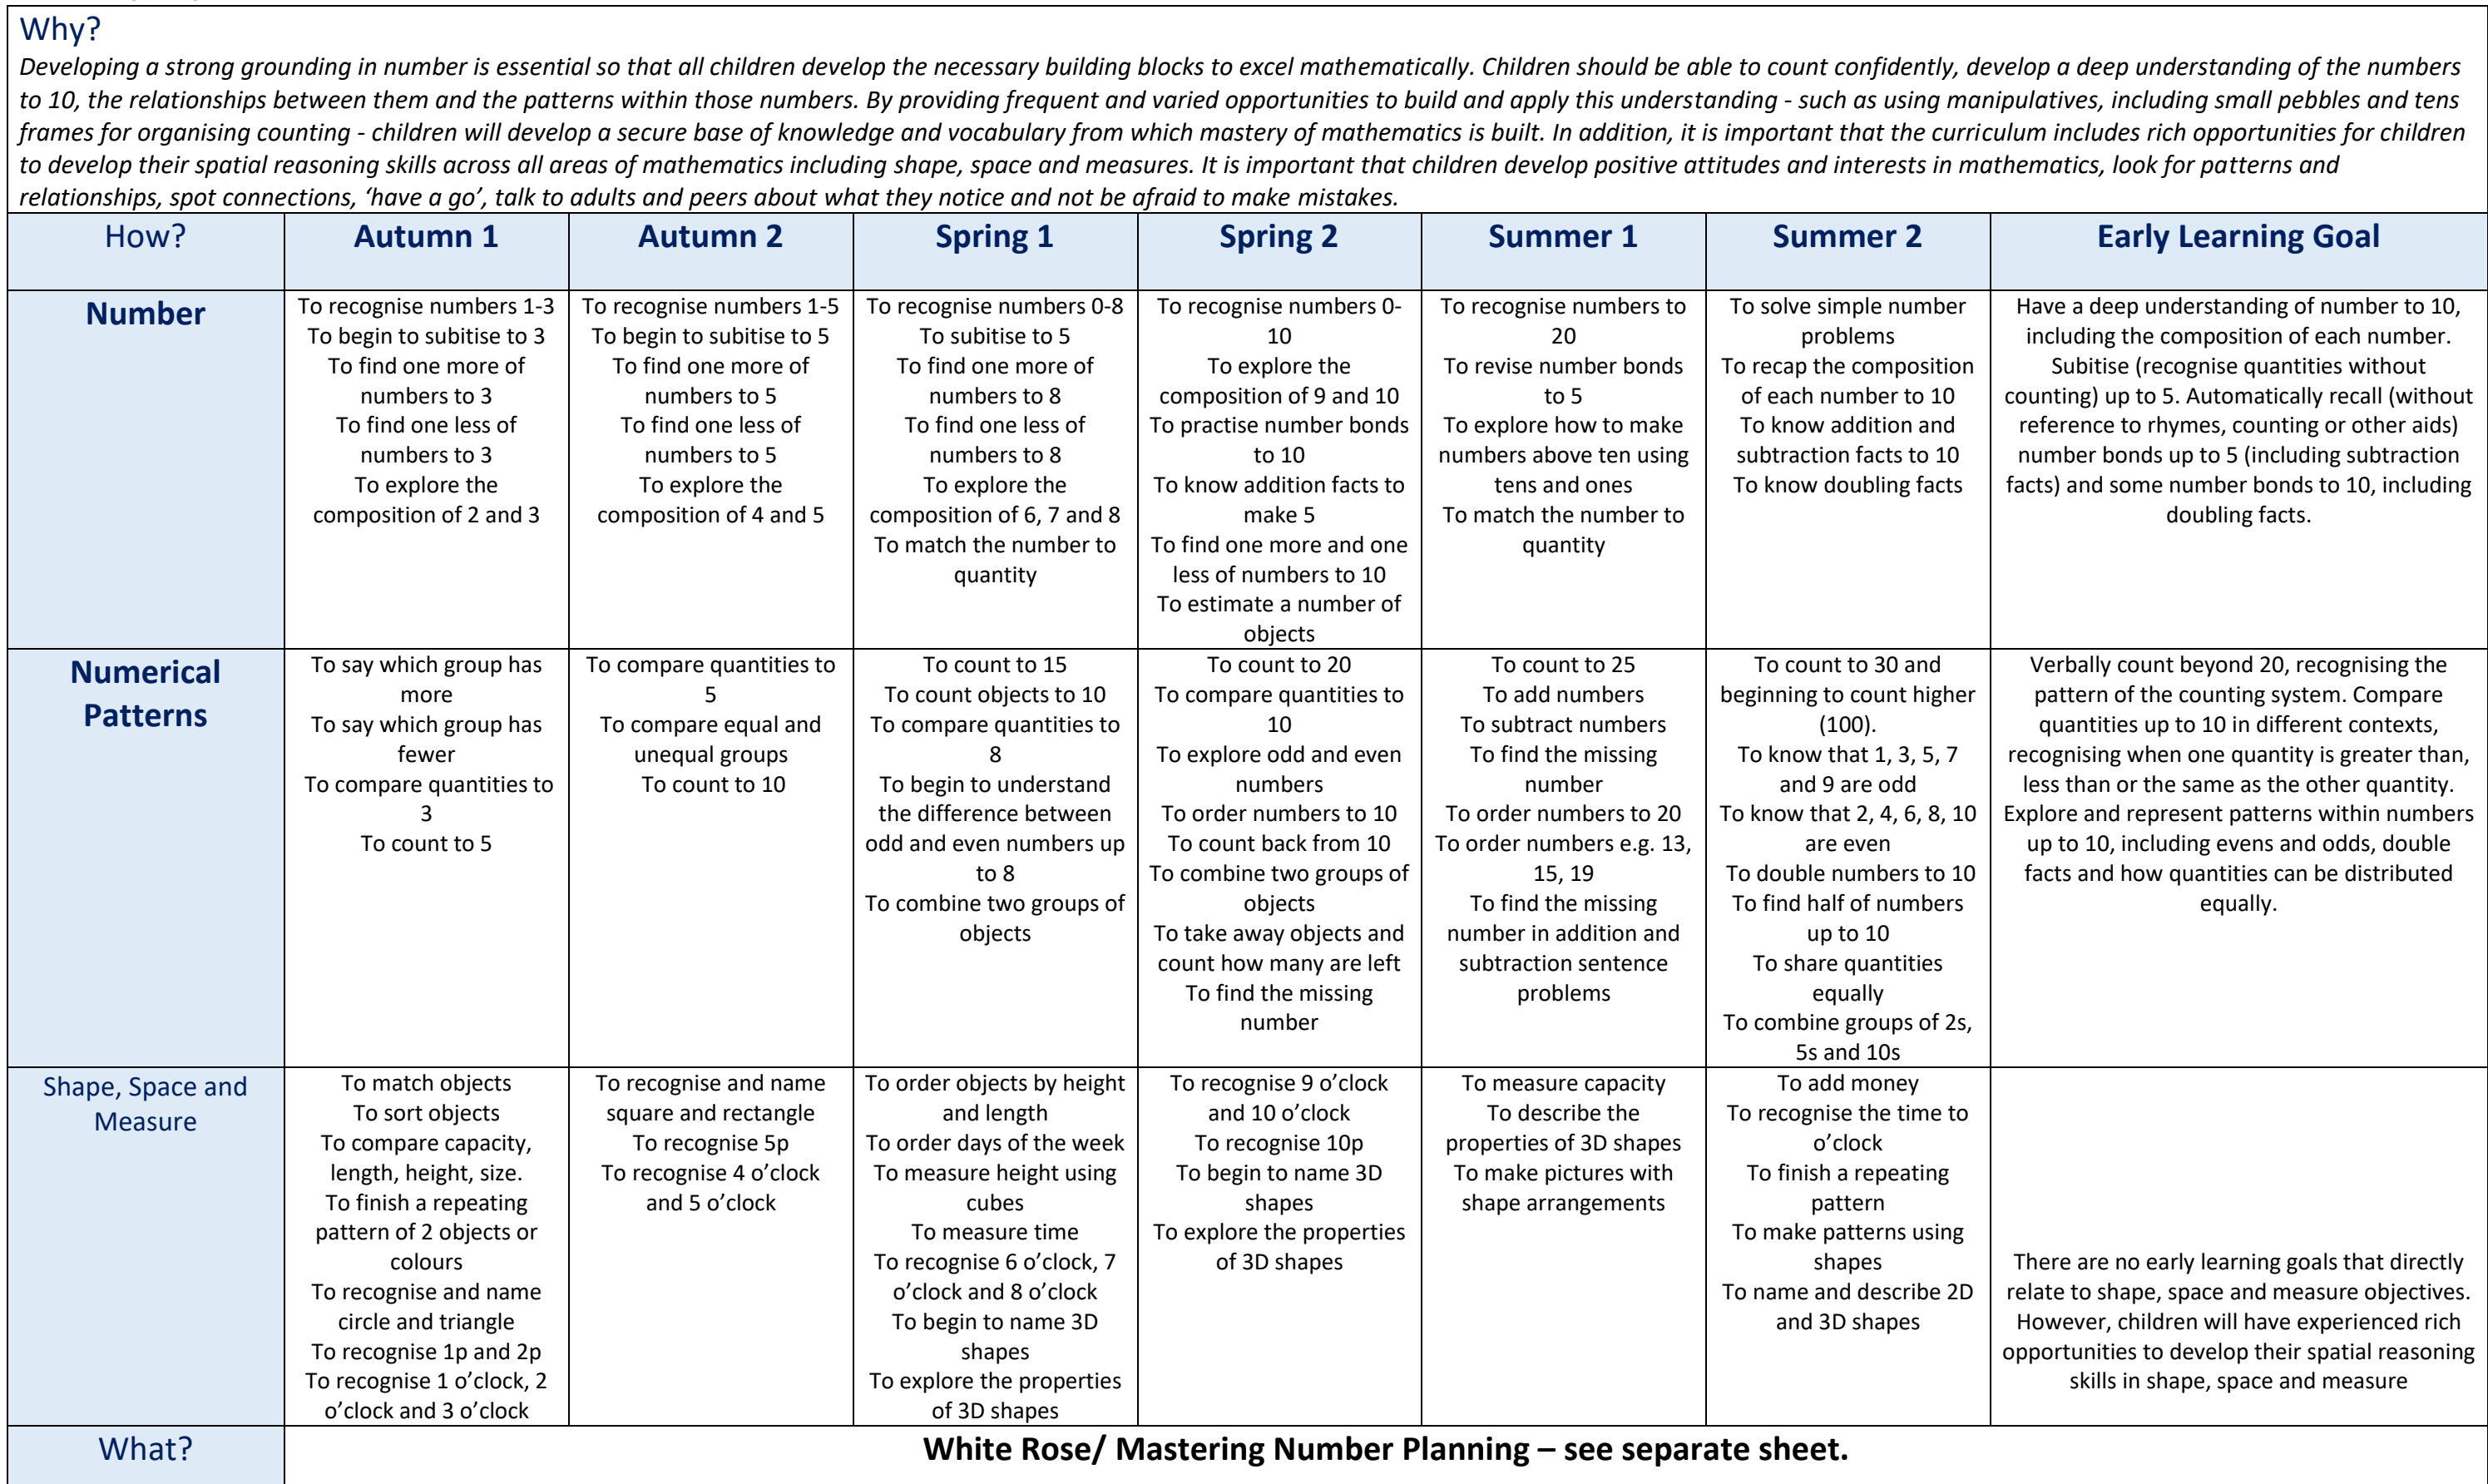 Why?
Developing a strong grounding in number is essential so that all children develop the necessary building blocks to excel mathematically. Children should be able to count confidently, develop a deep understanding of the numbers
to 10, the relationships between them and the patterns within those numbers. By providing frequent and varied opportunities to build and apply this understanding - such as using manipulatives, including small pebbles and tens
frames for organising counting - children will develop a secure base of knowledge and vocabulary from which mastery of mathematics is built. In addition, it is important that the curriculum includes rich opportunities for children
to develop their spatial reasoning skills across all areas of mathematics including shape, space and measures. It is important that children develop positive attitudes and interests in mathematics, look for patterns and
relationships, spot connections, ‘have a go’, talk to adults and peers about what they notice and not be afraid to make mistakes.
How?
Autumn 1
Autumn 2
Spring 1
Spring 2
Summer 1
Summer 2
Early Learning Goal
Number
To recognise numbers 1-3
To begin to subitise to 3
To find one more of
numbers to 3
To find one less of
numbers to 3
To explore the
composition of 2 and 3
To recognise numbers 1-5
To begin to subitise to 5
To find one more of
numbers to 5
To find one less of
numbers to 5
To explore the
composition of 4 and 5
To recognise numbers 0-8
To subitise to 5
To find one more of
numbers to 8
To find one less of
numbers to 8
To explore the
composition of 6, 7 and 8
To match the number to
quantity
To recognise numbers 0-
10
To explore the
composition of 9 and 10
To practise number bonds
to 10
To know addition facts to
make 5
To find one more and one
less of numbers to 10
To estimate a number of
objects
To recognise numbers to
20
To revise number bonds
to 5
To explore how to make
numbers above ten using
tens and ones
To match the number to
quantity
To solve simple number
problems
To recap the composition
of each number to 10
To know addition and
subtraction facts to 10
To know doubling facts
Have a deep understanding of number to 10,
including the composition of each number.
Subitise (recognise quantities without
counting) up to 5. Automatically recall (without
reference to rhymes, counting or other aids)
number bonds up to 5 (including subtraction
facts) and some number bonds to 10, including
doubling facts.
Numerical
Patterns
To say which group has
more
To say which group has
fewer
To compare quantities to
3
To count to 5
To compare quantities to
5
To compare equal and
unequal groups
To count to 10
To count to 15
To count objects to 10
To compare quantities to
8
To begin to understand
the difference between
odd and even numbers up
to 8
To combine two groups of
objects
To count to 20
To compare quantities to
10
To explore odd and even
numbers
To order numbers to 10
To count back from 10
To combine two groups of
objects
To take away objects and
count how many are left
To find the missing
number
To count to 25
To add numbers
To subtract numbers
To find the missing
number
To order numbers to 20
To order numbers e.g. 13,
15, 19
To find the missing
number in addition and
subtraction sentence
problems
To count to 30 and
beginning to count higher
(100).
To know that 1, 3, 5, 7
and 9 are odd
To know that 2, 4, 6, 8, 10
are even
To double numbers to 10
To find half of numbers
up to 10
To share quantities
equally
To combine groups of 2s,
5s and 10s
Verbally count beyond 20, recognising the
pattern of the counting system. Compare
quantities up to 10 in different contexts,
recognising when one quantity is greater than,
less than or the same as the other quantity.
Explore and represent patterns within numbers
up to 10, including evens and odds, double
facts and how quantities can be distributed
equally.
Shape, Space and
Measure
To match objects
To sort objects
To compare capacity,
length, height, size.
To finish a repeating
pattern of 2 objects or
colours
To recognise and name
circle and triangle
To recognise 1p and 2p
To recognise 1 o’clock, 2
o’clock and 3 o’clock
To recognise and name
square and rectangle
To recognise 5p
To recognise 4 o’clock
and 5 o’clock
To order objects by height
and length
To order days of the week
To measure height using
cubes
To measure time
To recognise 6 o’clock, 7
o’clock and 8 o’clock
To begin to name 3D
shapes
To explore the properties
of 3D shapes
To recognise 9 o’clock
and 10 o’clock
To recognise 10p
To begin to name 3D
shapes
To explore the properties
of 3D shapes
To measure capacity
To describe the
properties of 3D shapes
To make pictures with
shape arrangements
To add money
To recognise the time to
o’clock
To finish a repeating
pattern
To make patterns using
shapes
To name and describe 2D
and 3D shapes
There are no early learning goals that directly
relate to shape, space and measure objectives.
However, children will have experienced rich
opportunities to develop their spatial reasoning
skills in shape, space and measure
What?
White Rose/ Mastering Number Planning – see separate sheet.